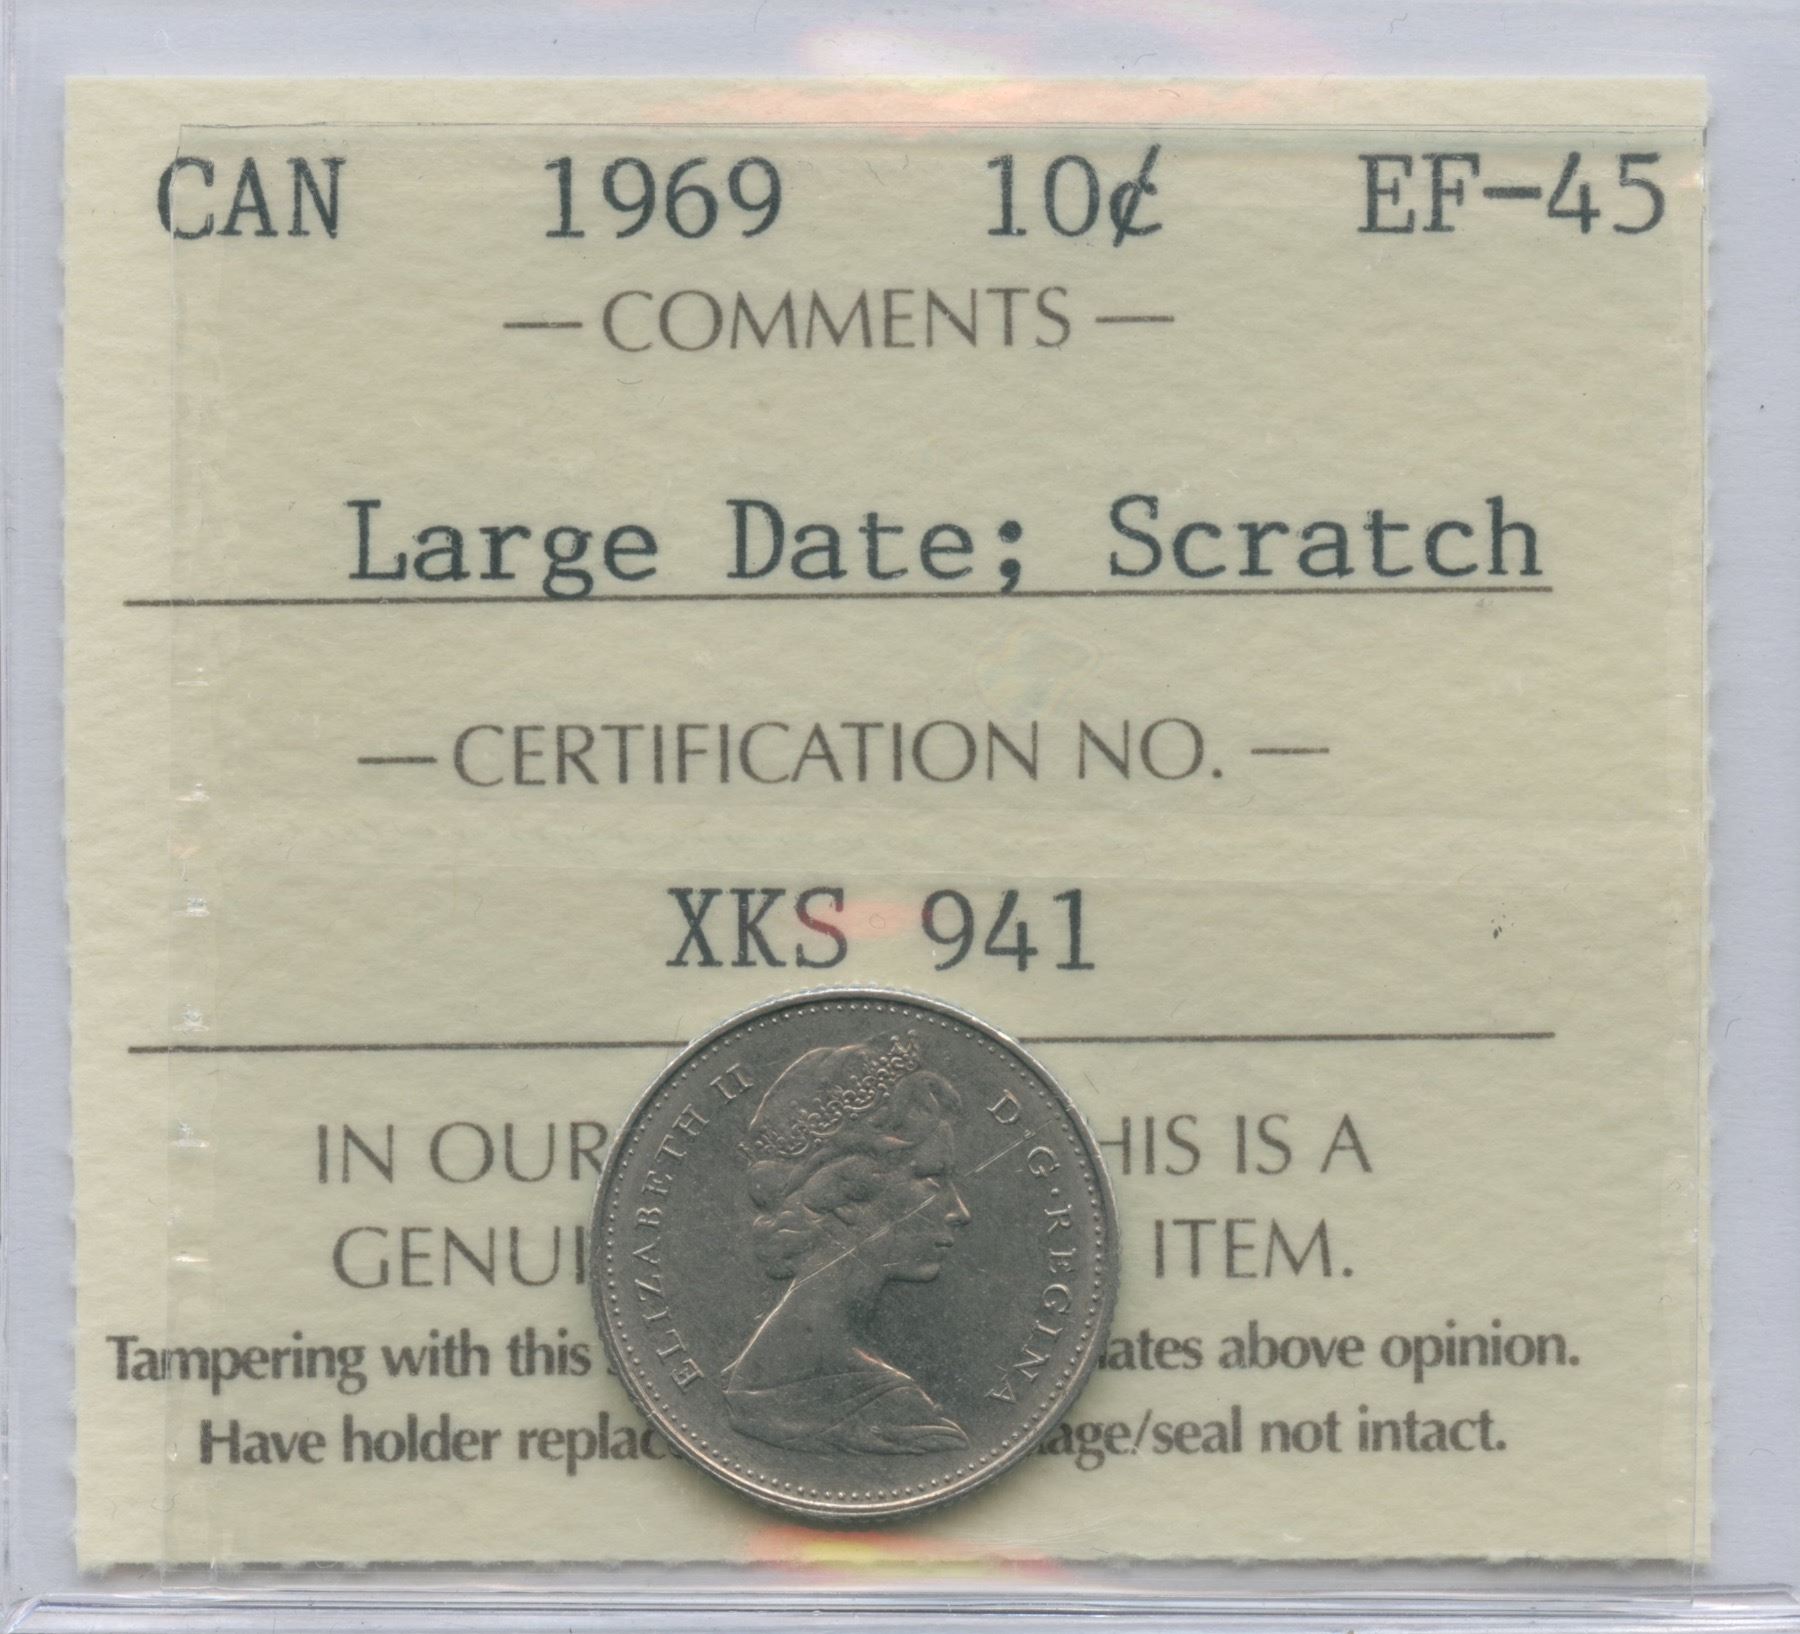 CAN 1969 10¢ EF-45
— COMMENTS —
Large Date; Scratch
— CERTIFICATION NO. —
XKS 941
IN OUR HIS IS A
GENUI ITEM.
Tampering with this ates above opinion.
Have holder replac age/seal not intact.
ELIZABETH II D·G·REGINA